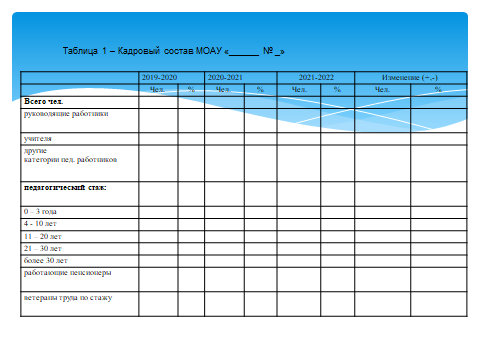 Таблица 1 – Кадровый состав МОАУ «______ №_»
2019-2020 2020-2021 2021-2022 Изменение (+,-)
Чел. % Чел. % Чел. % Чел. %
Всего чел.
руководящие работники
учителя
другие
категории пед. работников
педагогический стаж:
0 – 3 года
4 - 10 лет
11 – 20 лет
21 – 30 лет
более 30 лет
работающие пенсионеры
ветераны труда по стажу